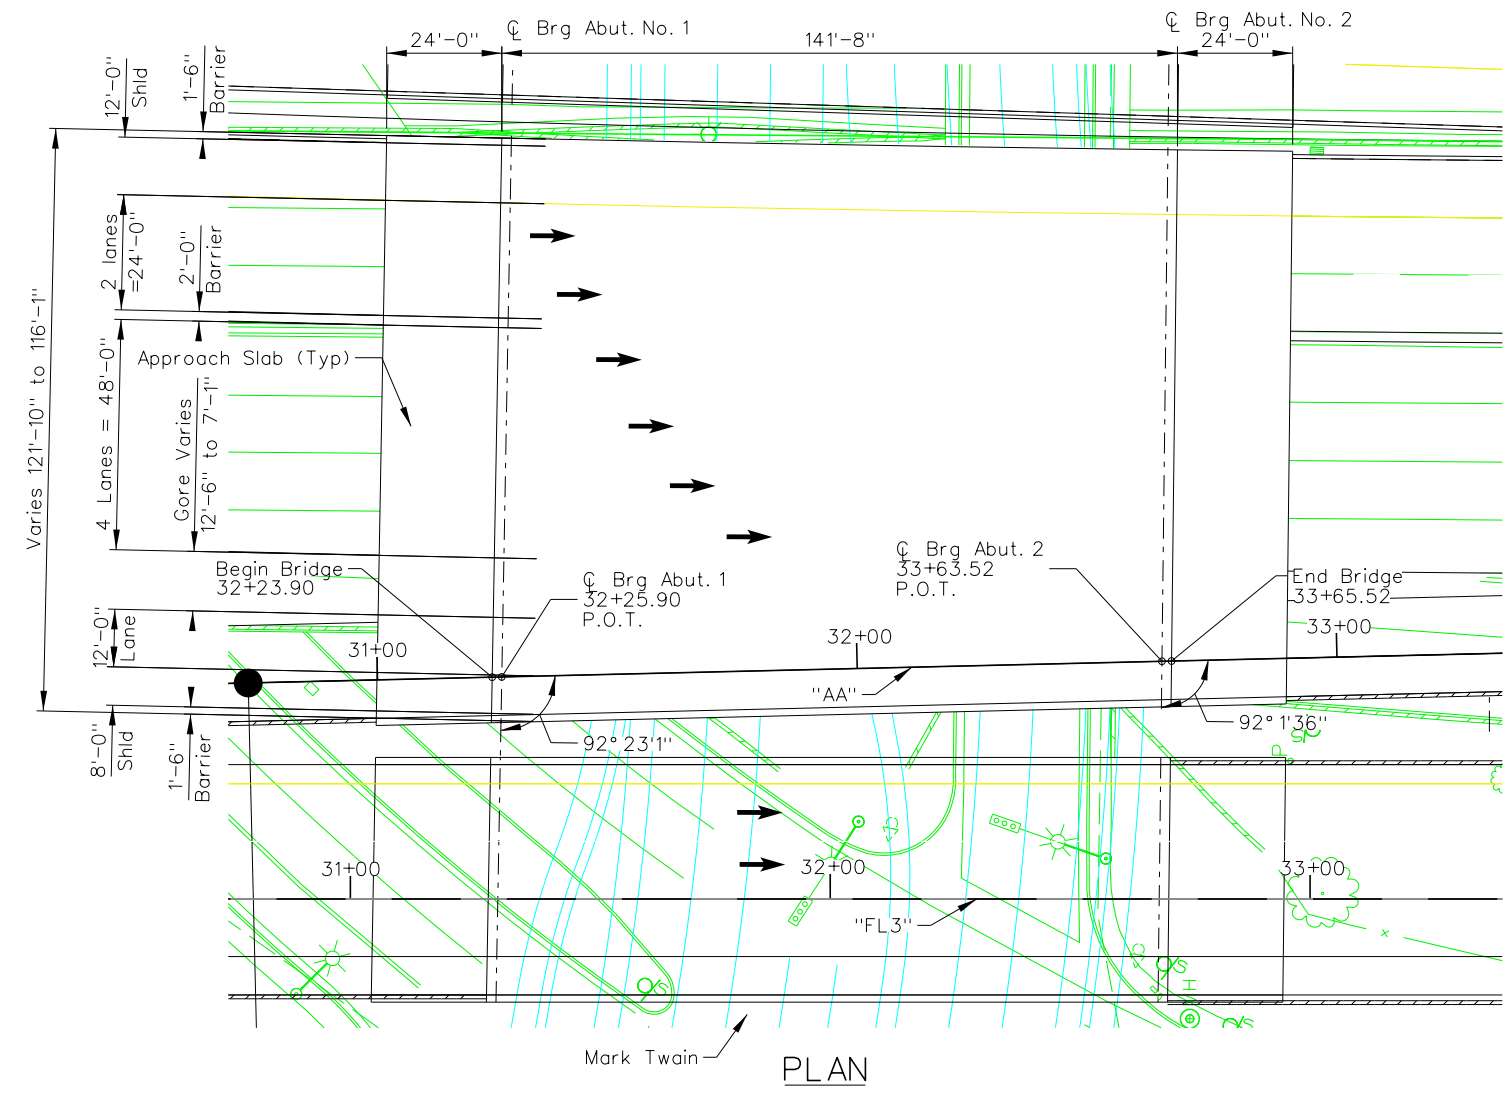 ℄ Brg Abut. No. 1
℄ Brg Abut. No. 2
24'-0"
141'-8"
24'-0"
12'-0"
Shld
1'-6"
Barrier
2 lanes
=24'-0"
2'-0"
Barrier
Varies 121'-10" to 116'-1"
4 Lanes = 48'-0"
Approach Slab (Typ)
Gore Varies
12'-6" to 7'-1"
Begin Bridge
32+23.90
℄ Brg Abut. 1
32+25.90
P.O.T.
℄ Brg Abut. 2
33+63.52
P.O.T.
End Bridge
33+65.52
12'-0"
Lane
31+00
32+00
33+00
"AA"
8'-0"
Shld
1'-6"
Barrier
92°23'1"
92°1'36"
31+00
32+00
33+00
"FL3"
Mark Twain
PLAN